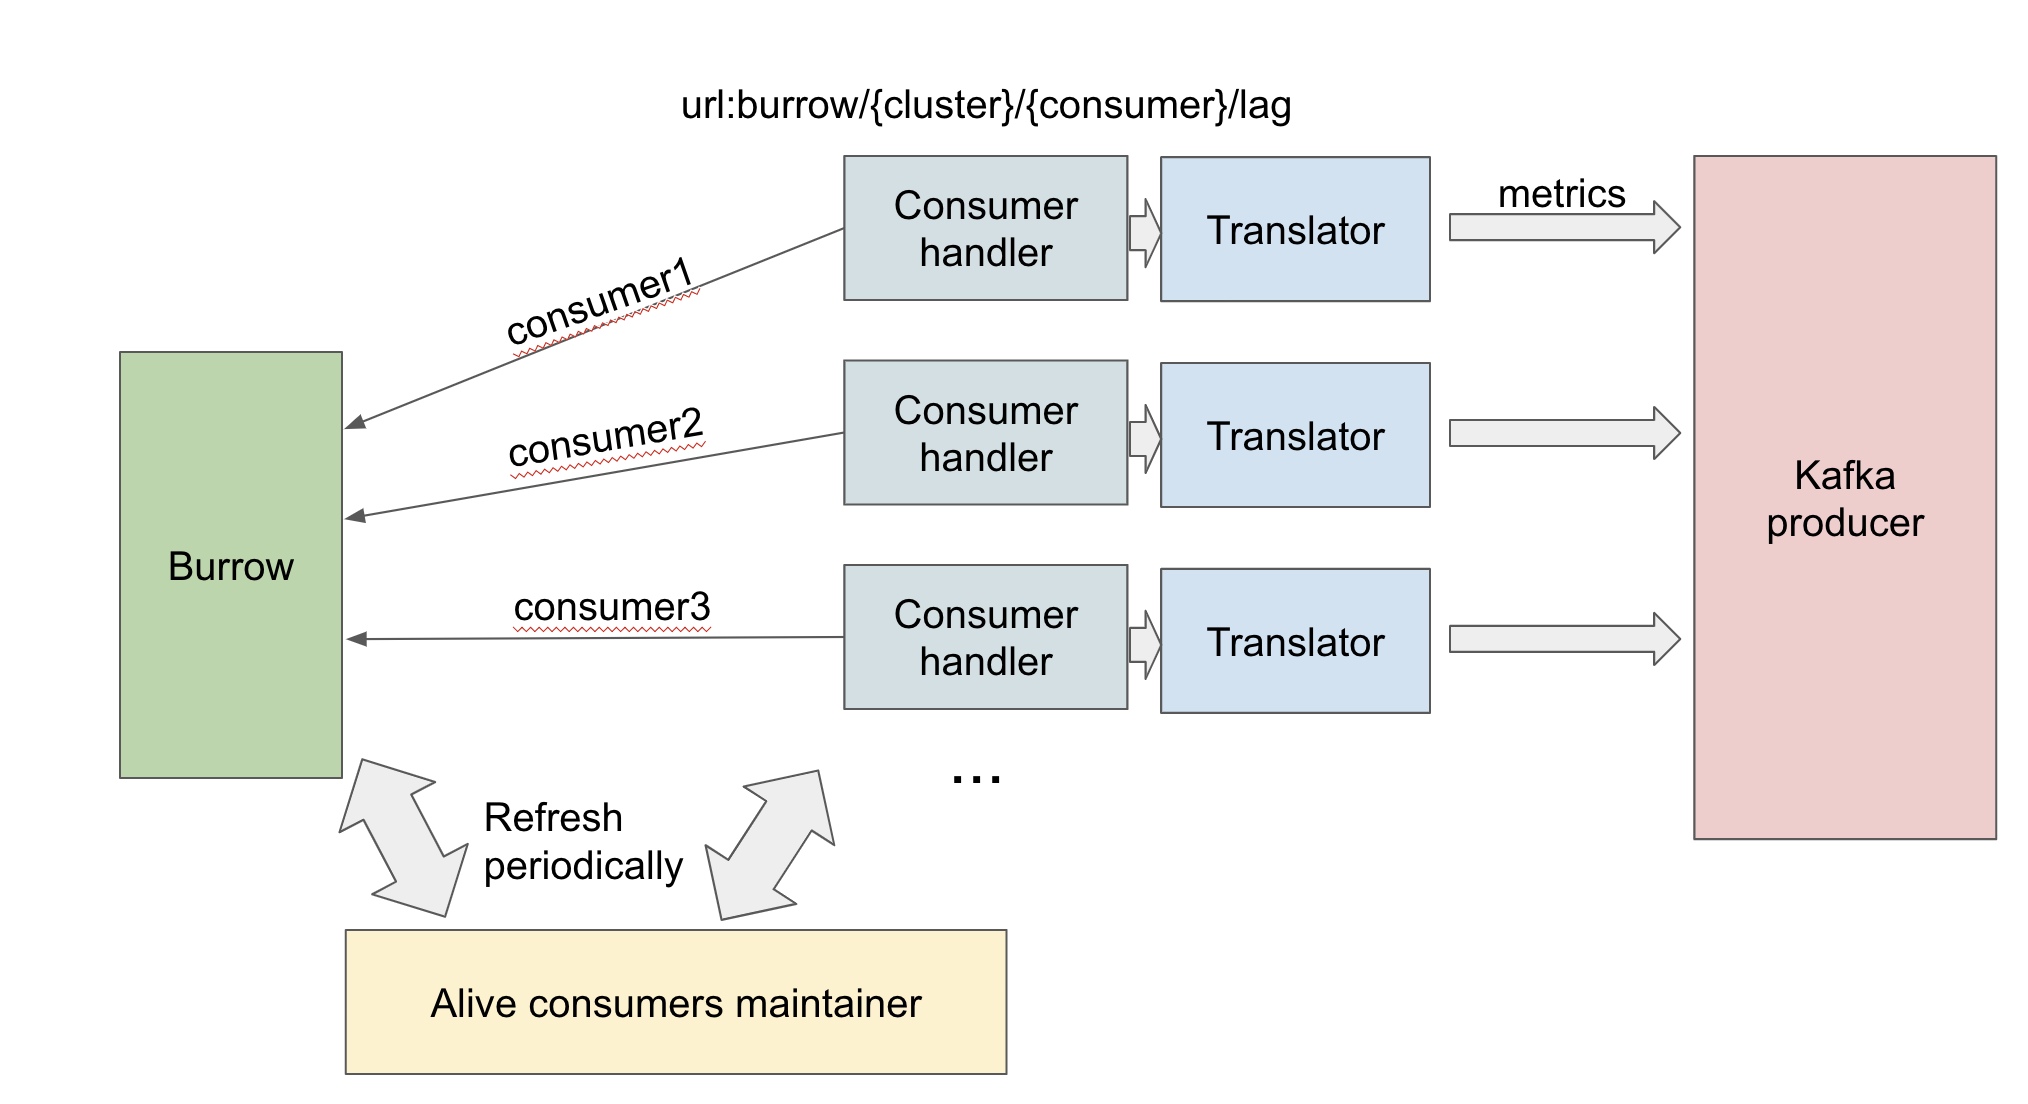 url:burrow/{cluster}/{consumer}/lag
Consumer
handler
Translator
metrics
consumer1
Consumer
handler
Translator
consumer2
Kafka
producer
Burrow
consumer3
Consumer
handler
Translator
...
Refresh
periodically
Alive consumers maintainer